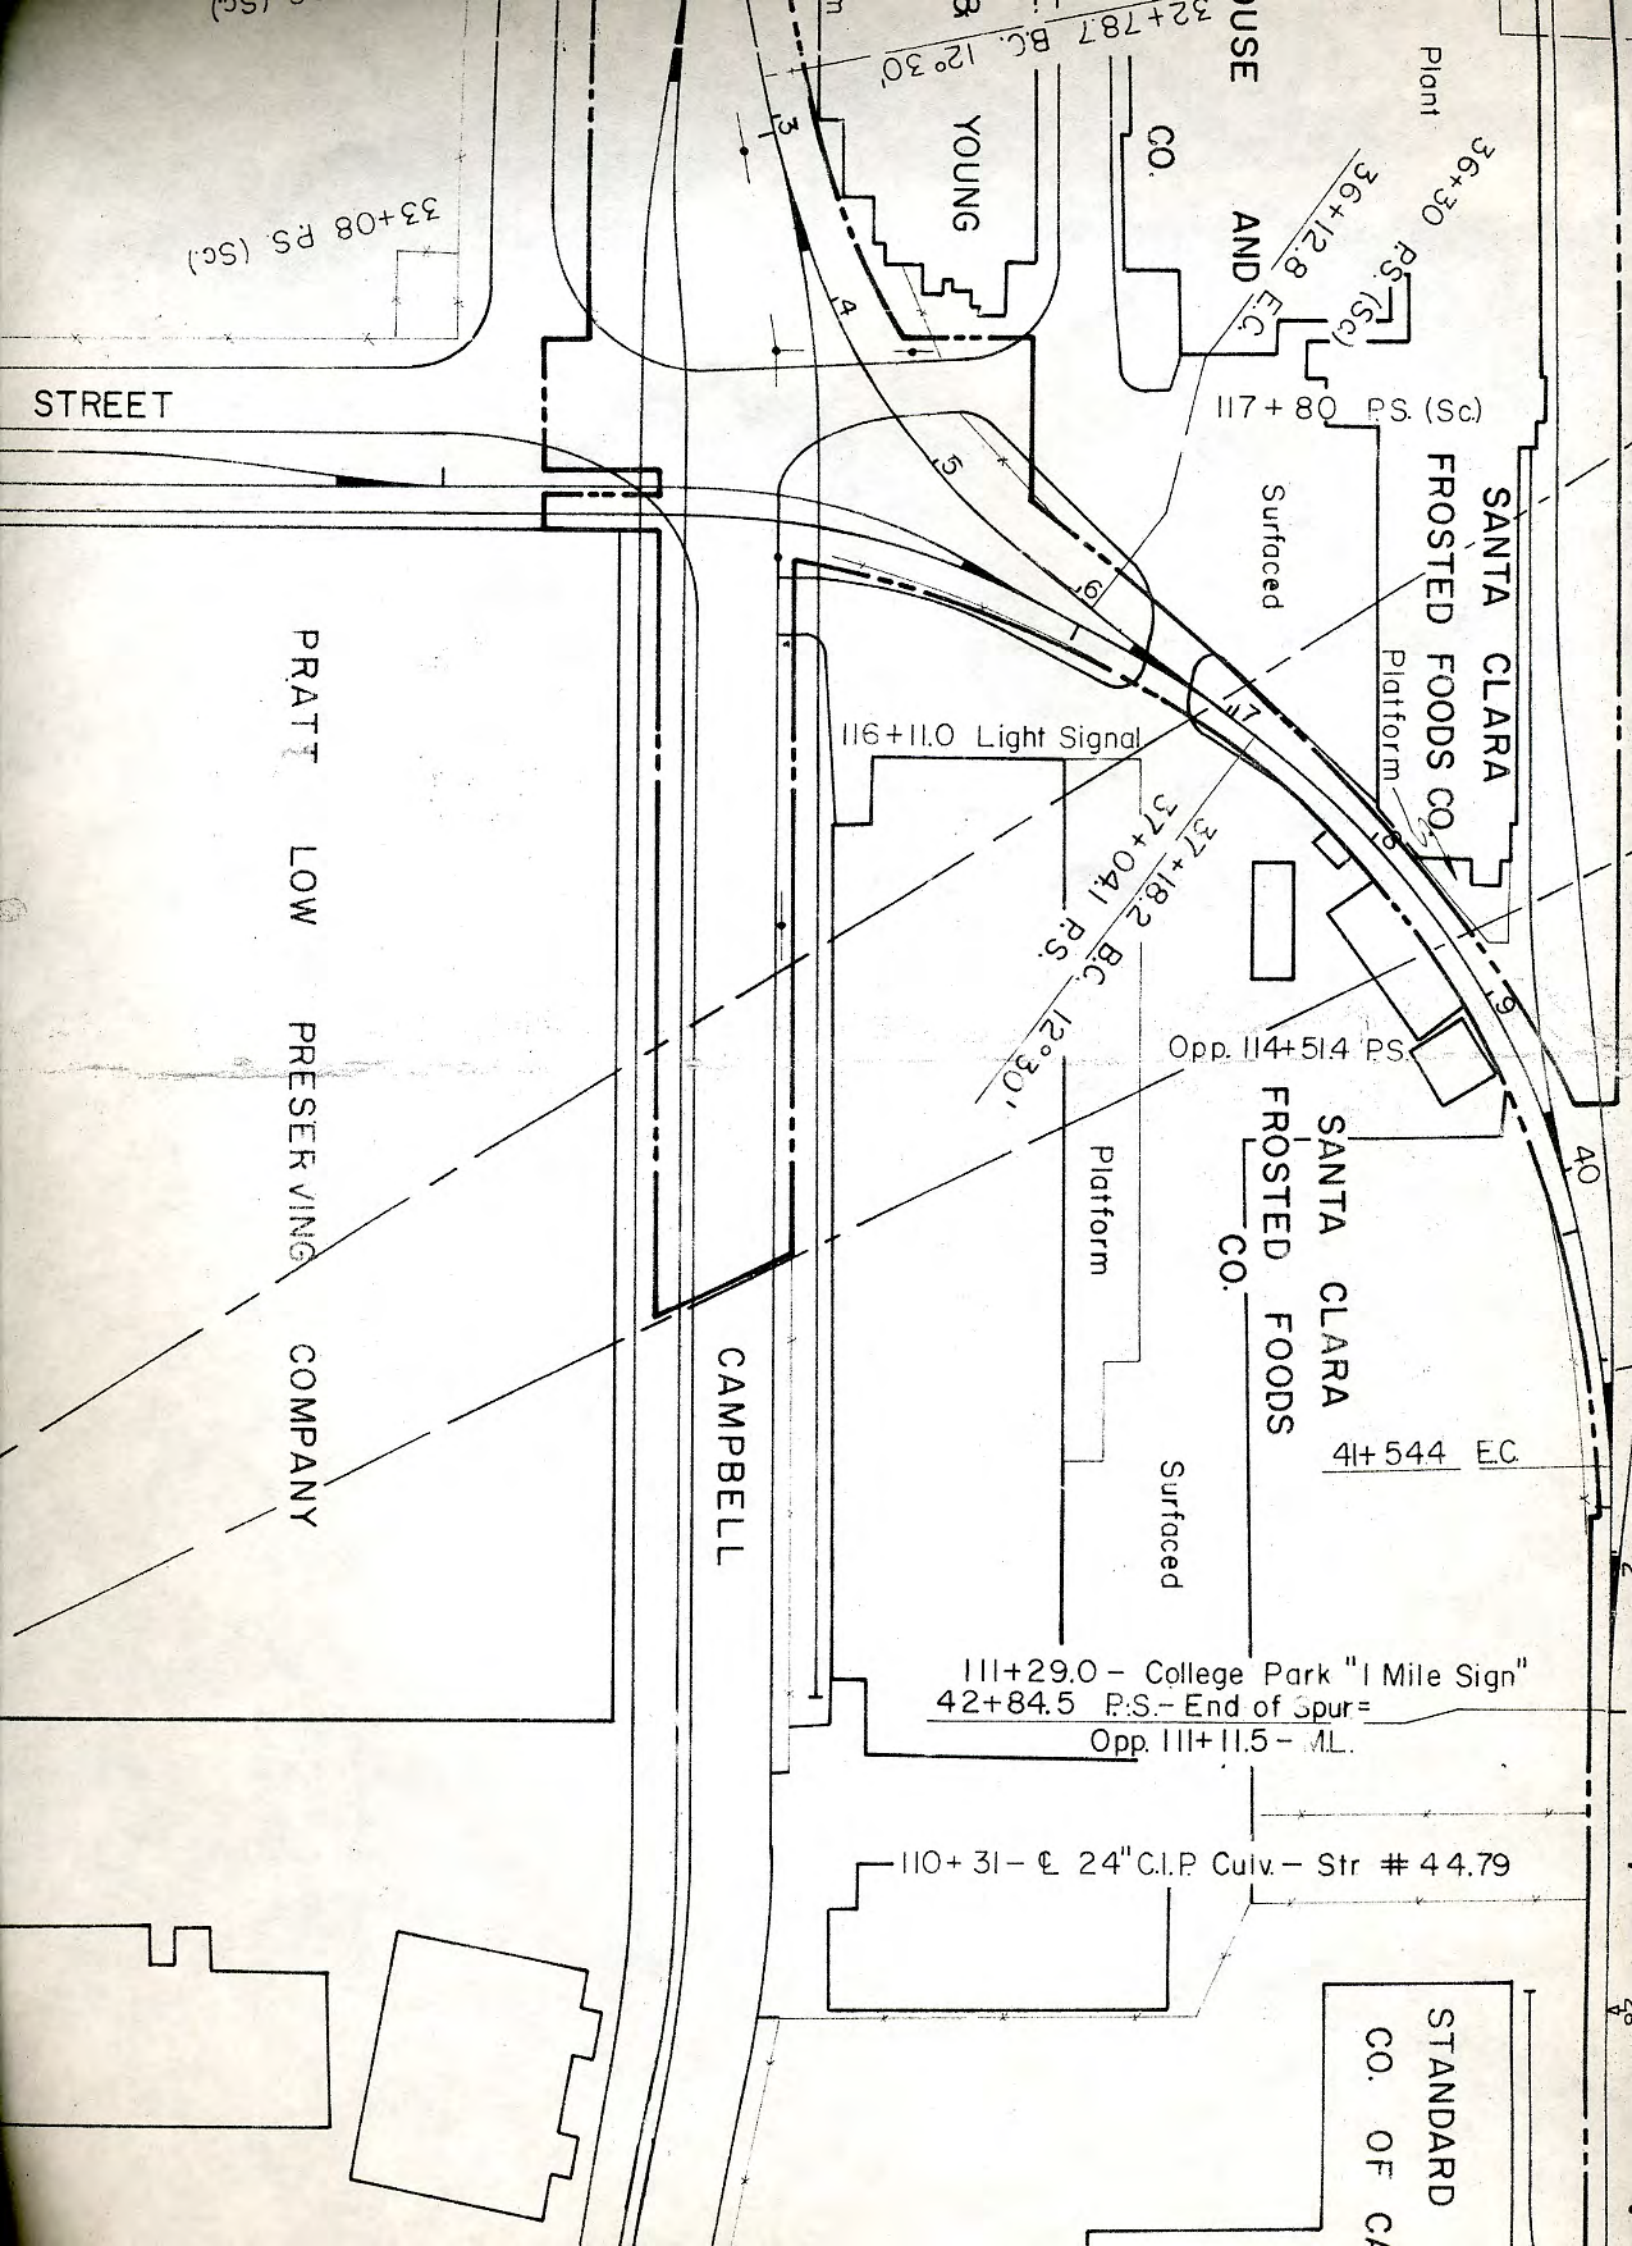 (Sc)
32+78.7 B.C. 12°30'
&
YOUNG
OUSE
AND
CO.
Plant
36+30 P.S. (Sc)
36+12.8 E.C.
33+08 P.S. (Sc.)
3
4
5
6
7
8
9
40
STREET
117+80 P.S. (Sc.)
SANTA CLARA
FROSTED FOODS CO.
Surfaced
Platform
116+11.0 Light Signal
37+18.2 B.C. 12°30'
37+04.1 P.S.
Opp. 114+51.4 P.S.
SANTA CLARA
FROSTED FOODS
CO.
Platform
Surfaced
PRATT LOW PRESERVING COMPANY
CAMPBELL
41+54.4 E.C.
111+29.0 - College Park "1 Mile Sign"
42+84.5 P.S. - End of Spur =
Opp. 111+11.5 - M.L.
110+31 - ℄ 24" C.I.P. Culv. - Str # 44.79
STANDARD
CO. OF CA